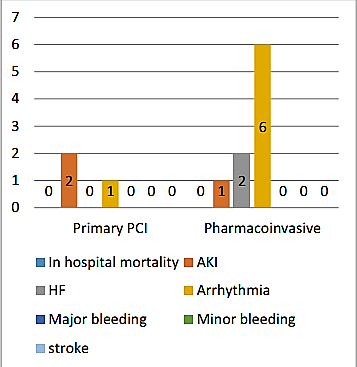 7
6
5
4
3
2
1
0
0 2 0 1 0 0 0 0 1 2 6 0 0 0
Primary PCI Pharmacoinvasive
In hospital mortality AKI
HF Arrhythmia
Major bleeding Minor bleeding
stroke